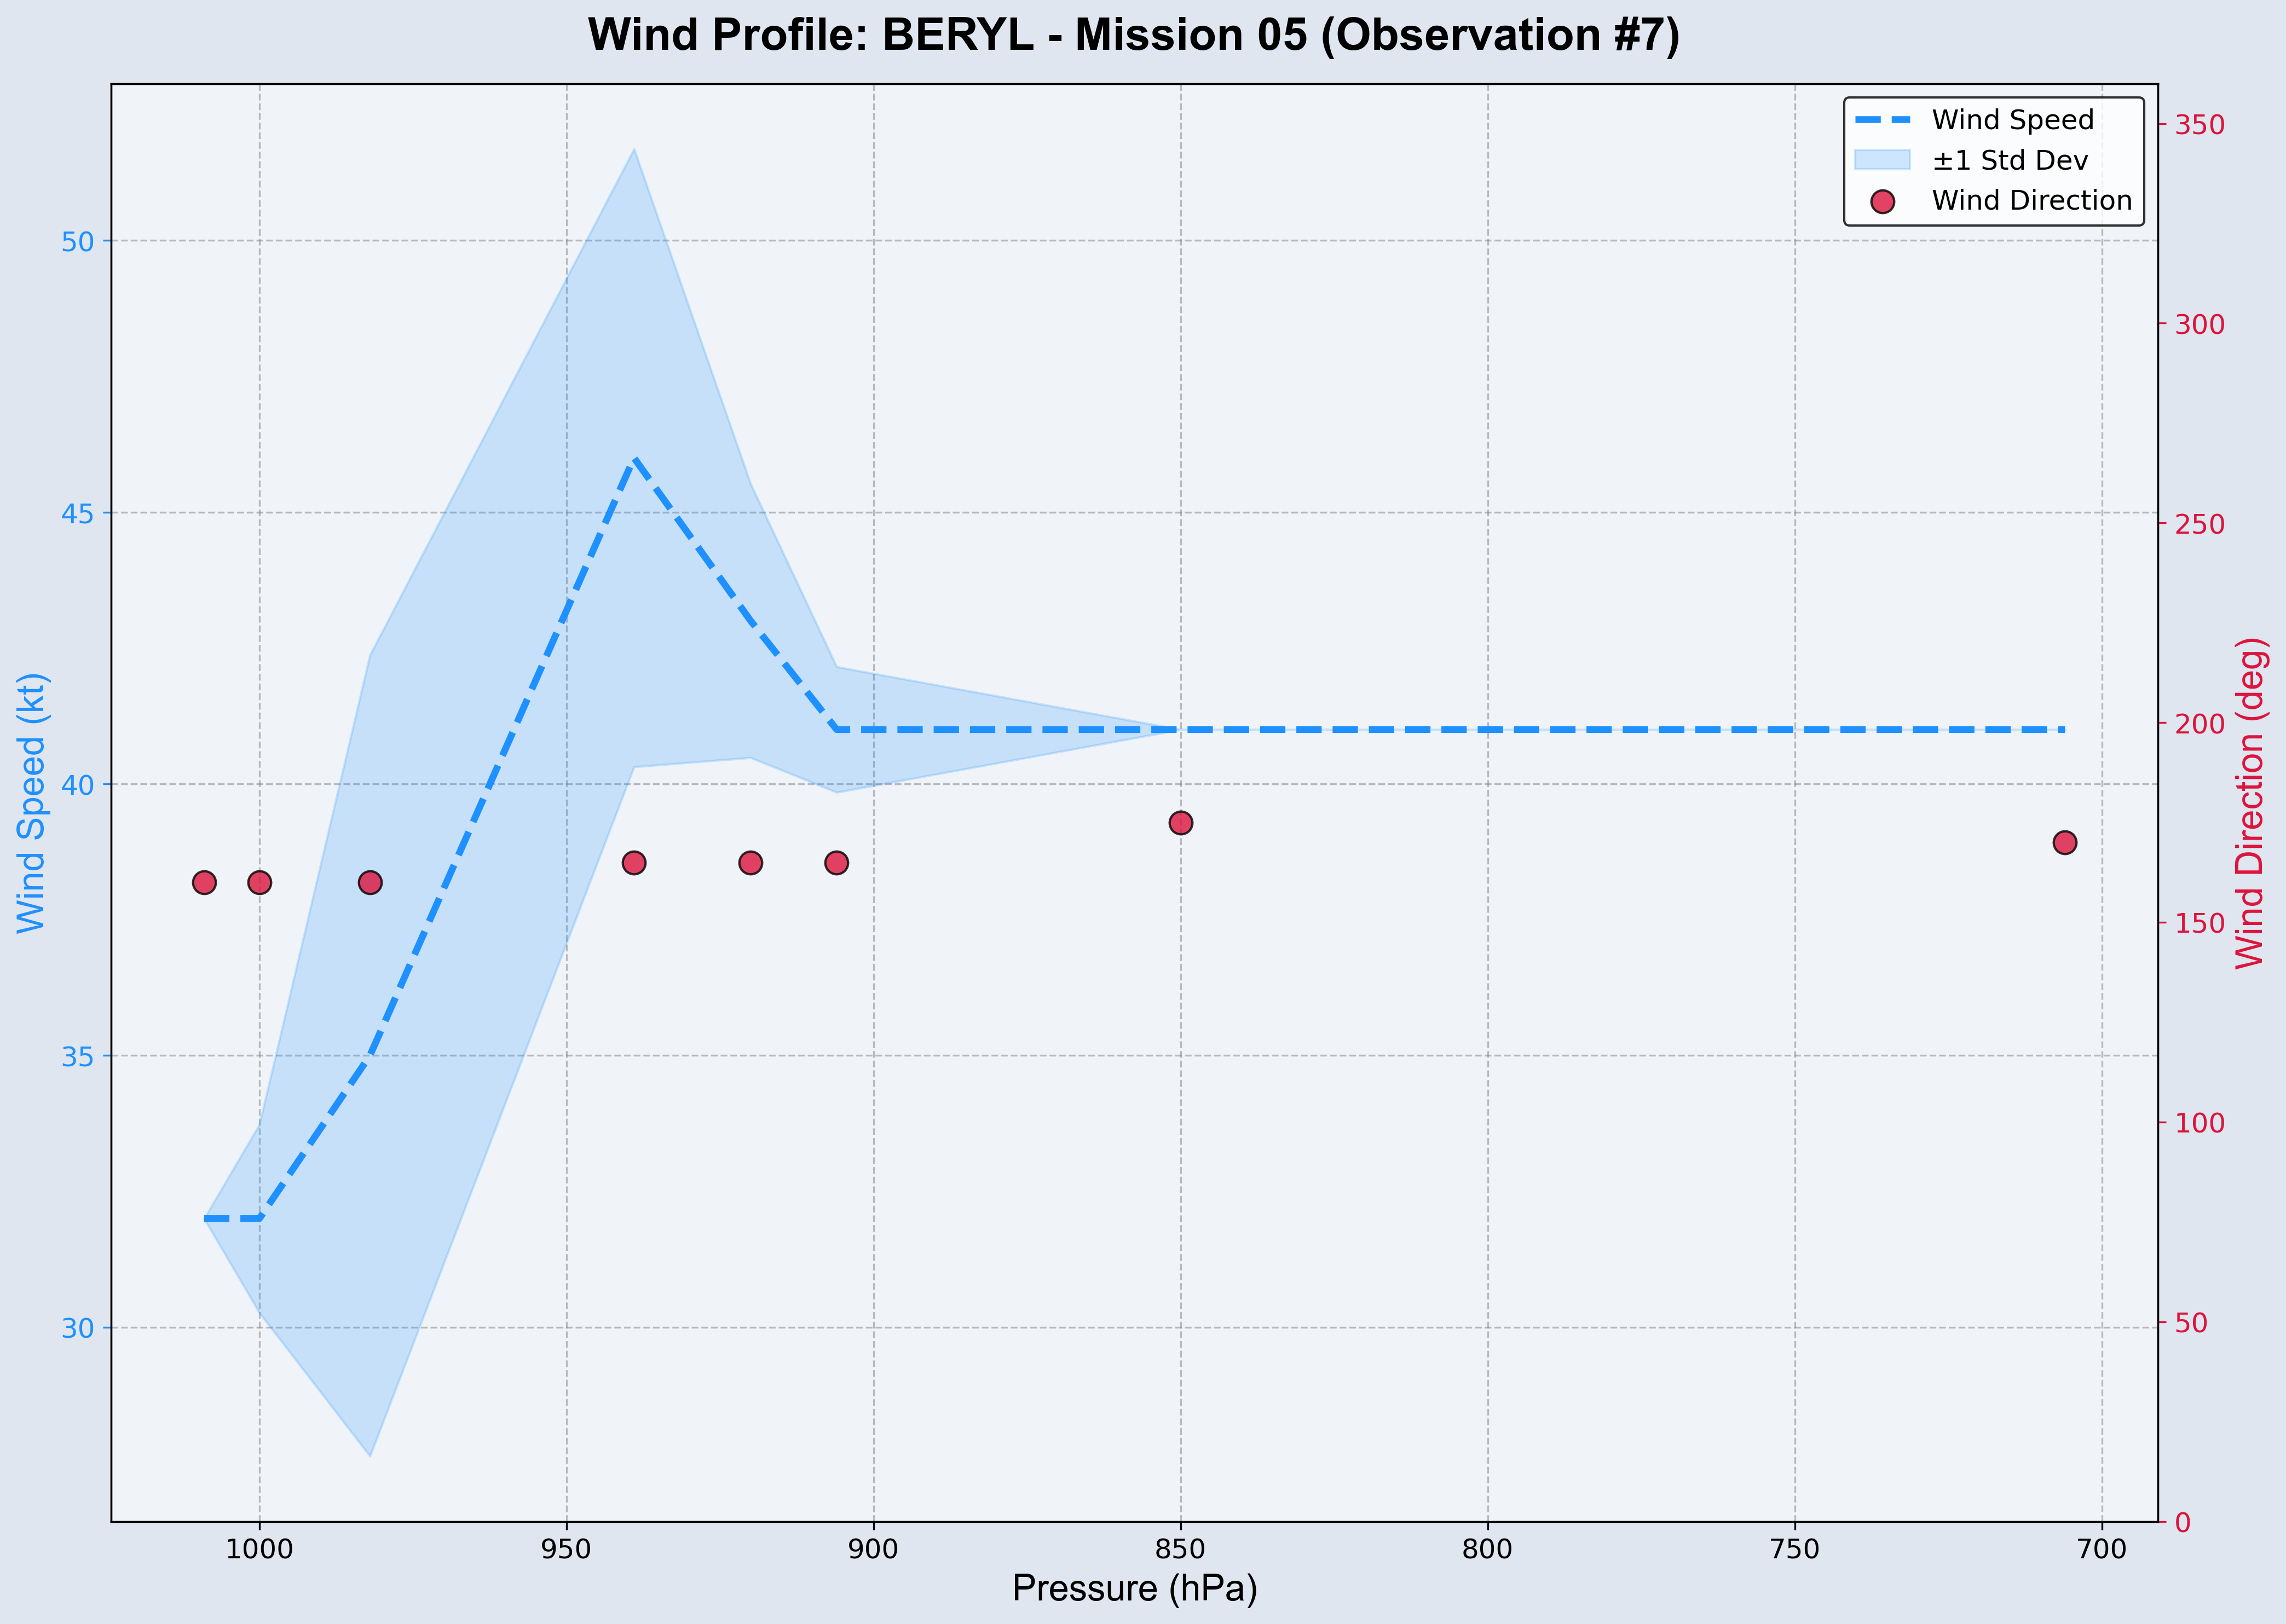 Wind Profile: BERYL - Mission 05 (Observation #7)
Wind Speed
±1 Std Dev
Wind Direction
Wind Speed (kt)
50
45
40
35
30
350
300
250
200
150
100
50
0
Wind Direction (deg)
1000 950 900 850 800 750 700
Pressure (hPa)